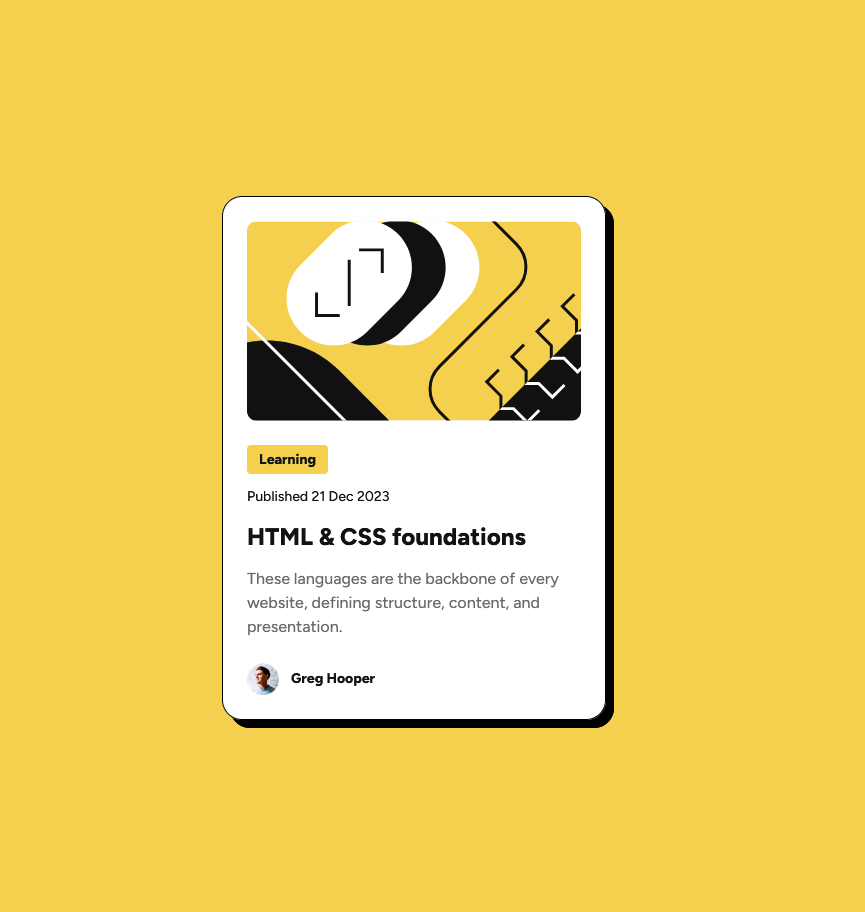 Learning
Published 21 Dec 2023
HTML & CSS foundations
These languages are the backbone of every
website, defining structure, content, and
presentation.
Greg Hooper